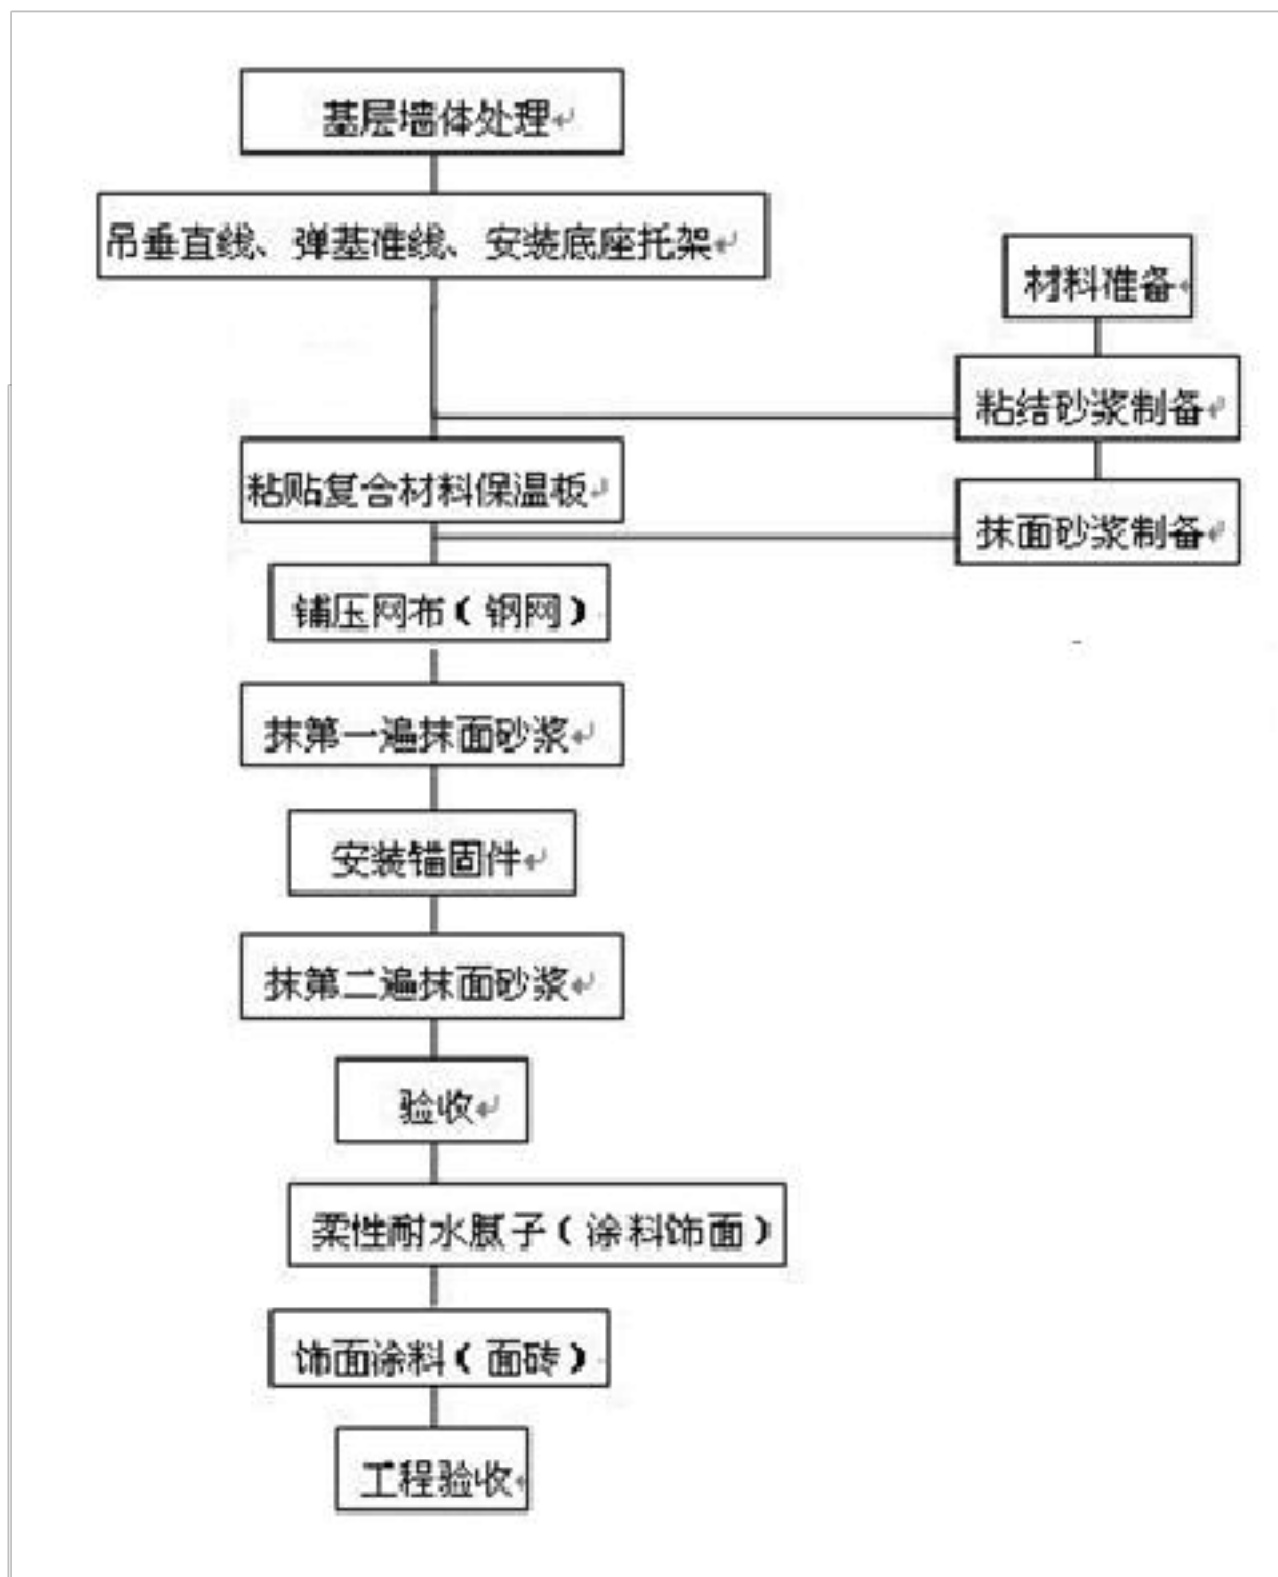 基层墙体处理
吊垂直线、弹基准线、安装底座托架
材料准备
粘结砂浆制备
粘贴复合材料保温板
抹面砂浆制备
铺压网布(钢网)
抹第一遍抹面砂浆
安装锚固件
抹第二遍抹面砂浆
验收
柔性耐水腻子(涂料饰面)
饰面涂料(面砖)
工程验收